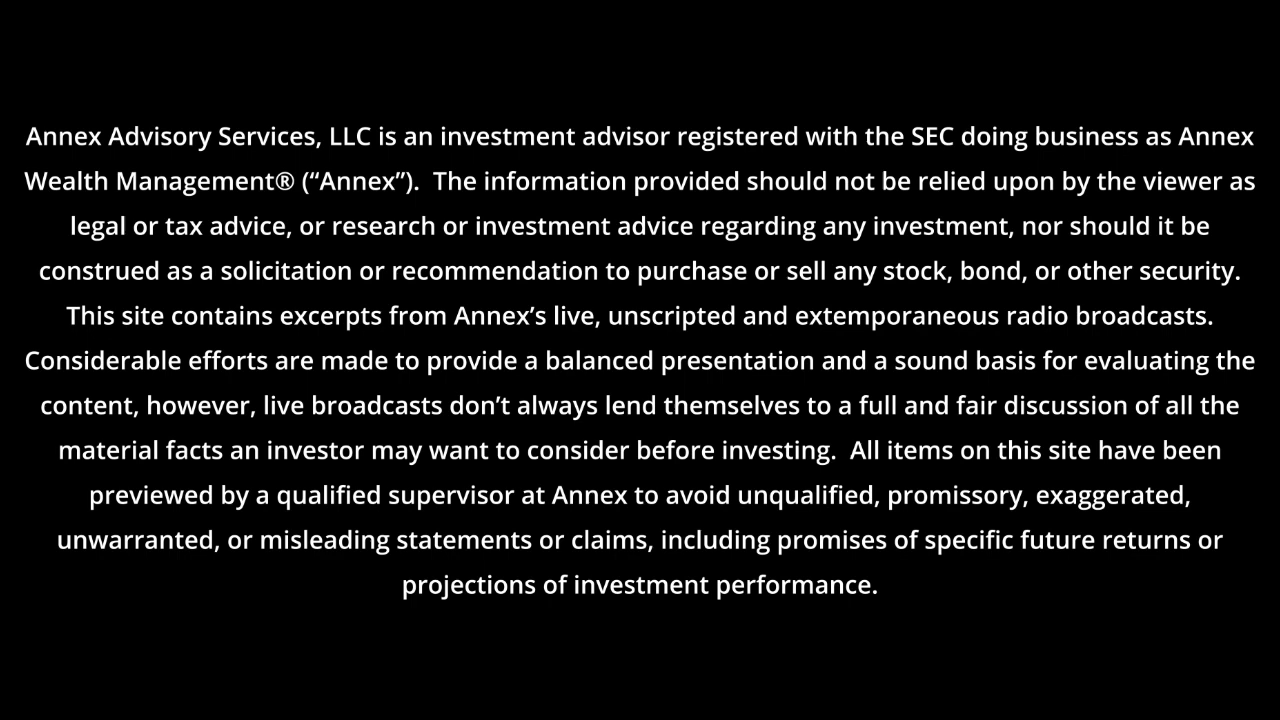 Annex Advisory Services, LLC is an investment advisor registered with the SEC doing business as Annex
Wealth Management® (“Annex”).  The information provided should not be relied upon by the viewer as
legal or tax advice, or research or investment advice regarding any investment, nor should it be
construed as a solicitation or recommendation to purchase or sell any stock, bond, or other security.
This site contains excerpts from Annex’s live, unscripted and extemporaneous radio broadcasts.
Considerable efforts are made to provide a balanced presentation and a sound basis for evaluating the
content, however, live broadcasts don’t always lend themselves to a full and fair discussion of all the
material facts an investor may want to consider before investing.  All items on this site have been
previewed by a qualified supervisor at Annex to avoid unqualified, promissory, exaggerated,
unwarranted, or misleading statements or claims, including promises of specific future returns or
projections of investment performance.